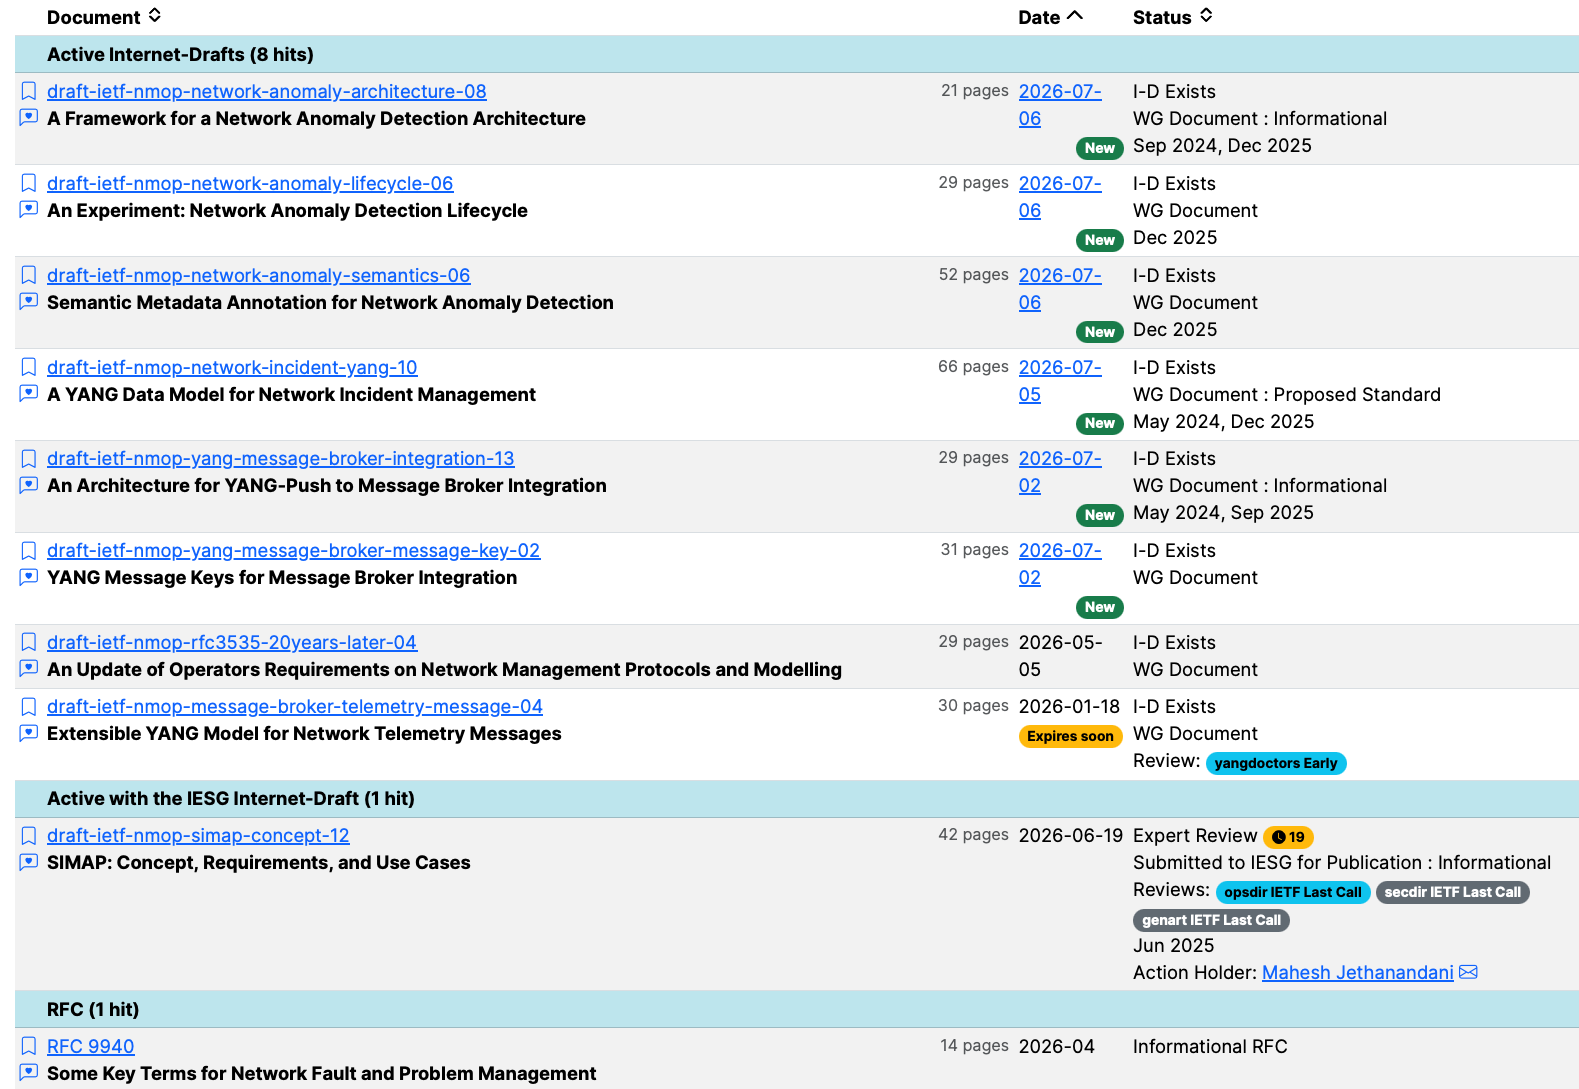 Document Date Status
Active Internet-Drafts (8 hits)
draft-ietf-nmop-network-anomaly-architecture-08 21 pages 2026-07- I-D Exists
A Framework for a Network Anomaly Detection Architecture 06 WG Document : Informational
New Sep 2024, Dec 2025
draft-ietf-nmop-network-anomaly-lifecycle-06 29 pages 2026-07- I-D Exists
An Experiment: Network Anomaly Detection Lifecycle 06 WG Document
New Dec 2025
draft-ietf-nmop-network-anomaly-semantics-06 52 pages 2026-07- I-D Exists
Semantic Metadata Annotation for Network Anomaly Detection 06 WG Document
New Dec 2025
draft-ietf-nmop-network-incident-yang-10 66 pages 2026-07- I-D Exists
A YANG Data Model for Network Incident Management 05 WG Document : Proposed Standard
New May 2024, Dec 2025
draft-ietf-nmop-yang-message-broker-integration-13 29 pages 2026-07- I-D Exists
An Architecture for YANG-Push to Message Broker Integration 02 WG Document : Informational
New May 2024, Sep 2025
draft-ietf-nmop-yang-message-broker-message-key-02 31 pages 2026-07- I-D Exists
YANG Message Keys for Message Broker Integration 02 WG Document
New
draft-ietf-nmop-rfc3535-20years-later-04 29 pages 2026-05- I-D Exists
An Update of Operators Requirements on Network Management Protocols and Modelling 05 WG Document
draft-ietf-nmop-message-broker-telemetry-message-04 30 pages 2026-01-18 I-D Exists
Extensible YANG Model for Network Telemetry Messages Expires soon WG Document
Review: yangdoctors Early
Active with the IESG Internet-Draft (1 hit)
draft-ietf-nmop-simap-concept-12 42 pages 2026-06-19 Expert Review 19
SIMAP: Concept, Requirements, and Use Cases Submitted to IESG for Publication : Informational
Reviews: opsdir IETF Last Call secdir IETF Last Call
genart IETF Last Call
Jun 2025
Action Holder: Mahesh Jethanandani
RFC (1 hit)
RFC 9940 14 pages 2026-04 Informational RFC
Some Key Terms for Network Fault and Problem Management